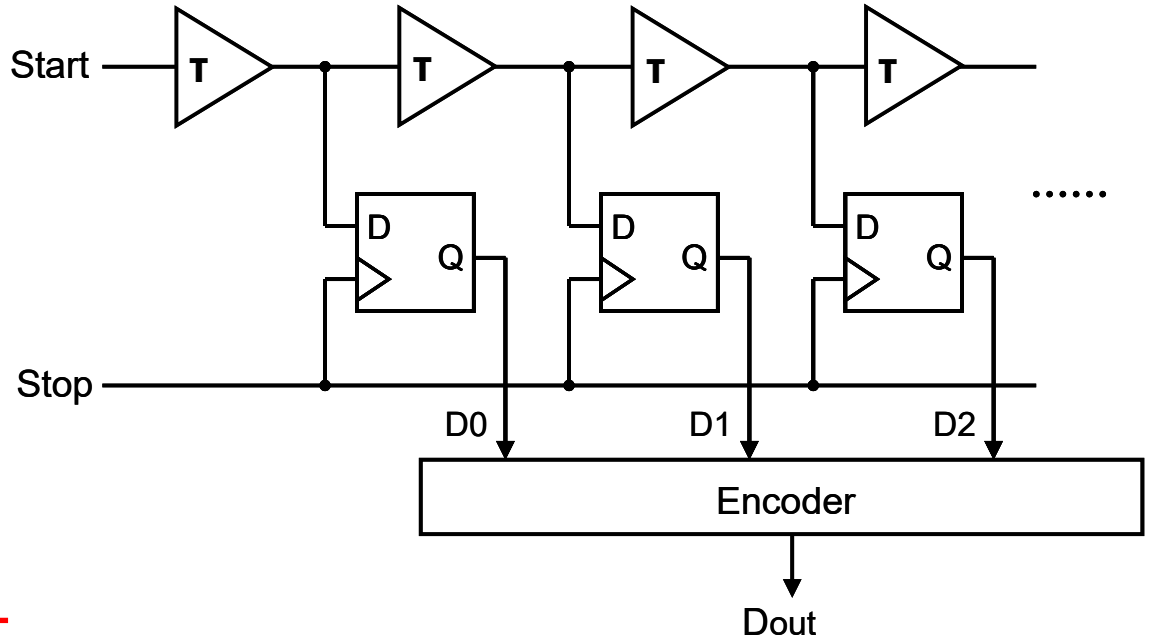 Start
T
T
T
T
D
Q
D
Q
D
Q
......
Stop
D0
D1
D2
Encoder
Dout